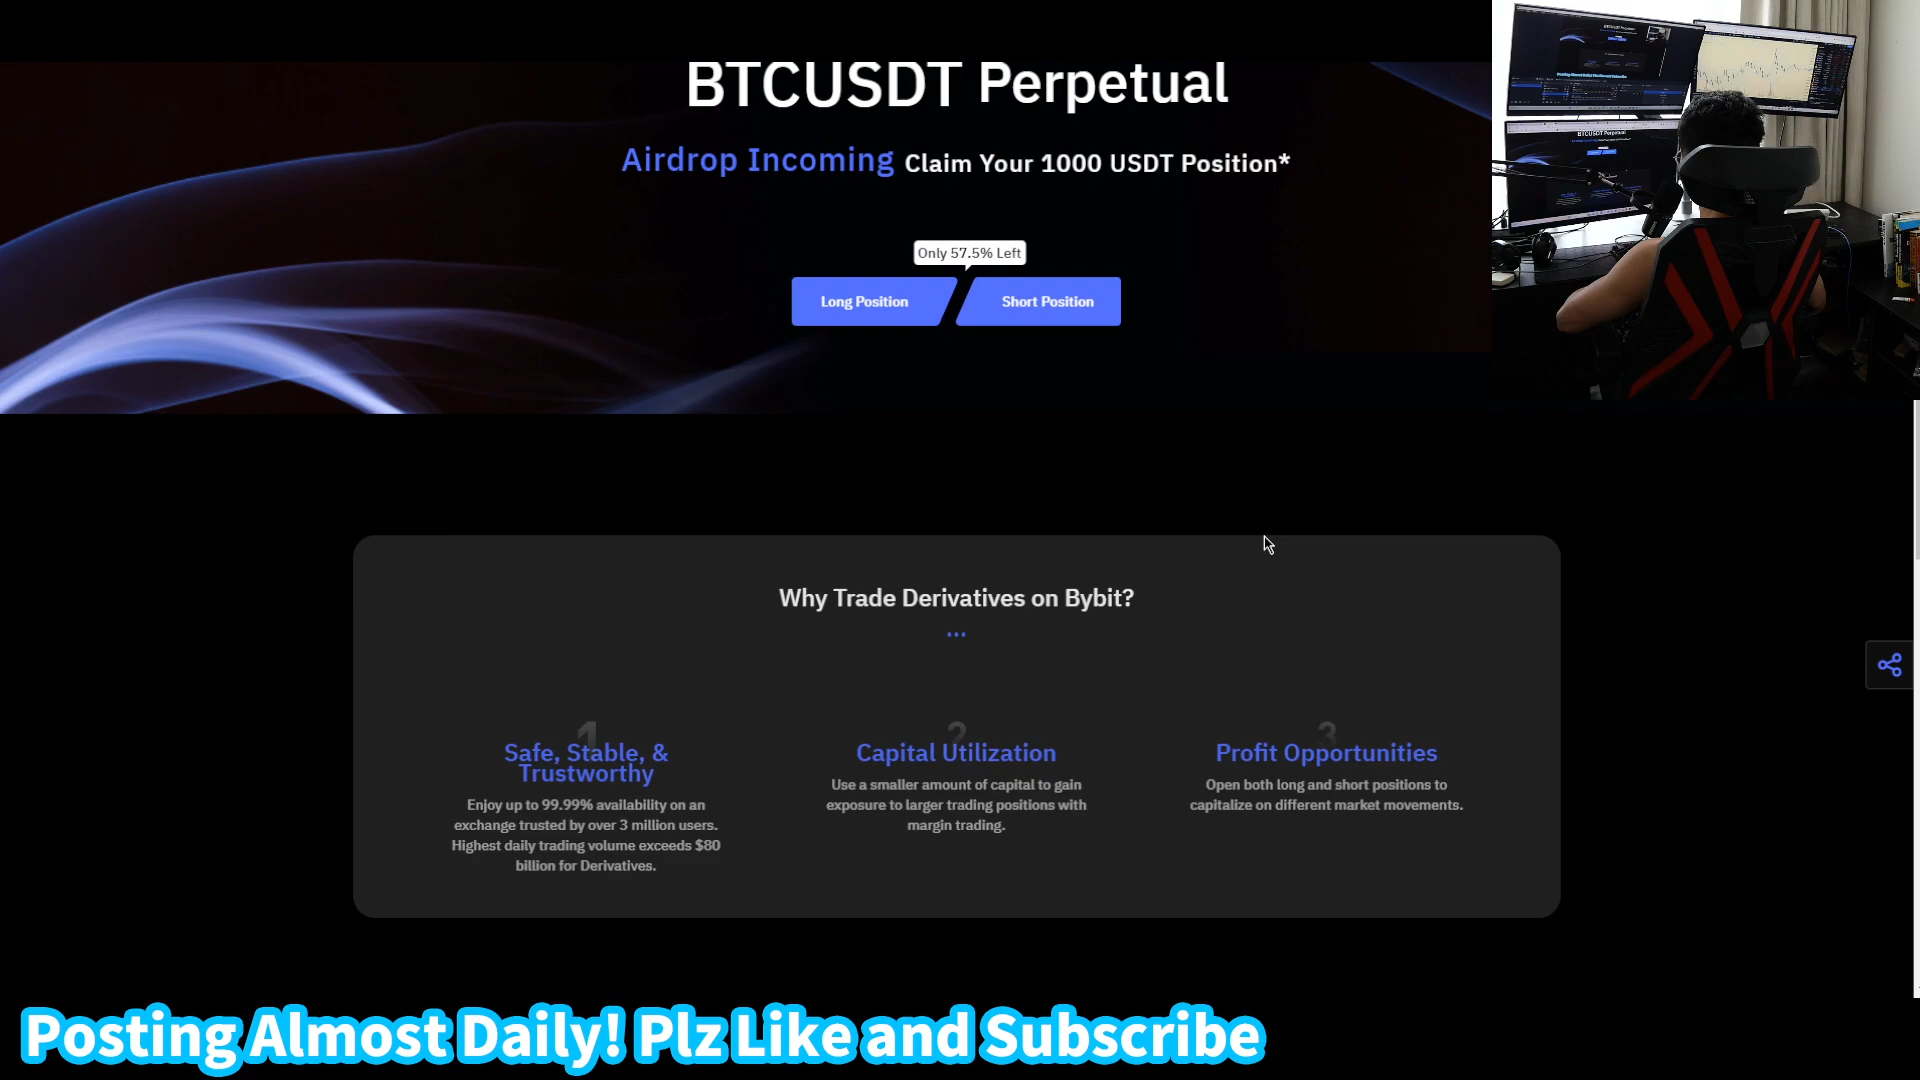 BTCUSDT Perpetual
Airdrop Incoming Claim Your 1000 USDT Position*
Only 57.5% Left
Long Position
Short Position
Why Trade Derivatives on Bybit?
1
Safe, Stable, &
Trustworthy
Enjoy up to 99.99% availability on an
exchange trusted by over 3 million users.
Highest daily trading volume exceeds $80
billion for Derivatives.
2
Capital Utilization
Use a smaller amount of capital to gain
exposure to larger trading positions with
margin trading.
3
Profit Opportunities
Open both long and short positions to
capitalize on different market movements.
Posting Almost Daily! Plz Like and Subscribe